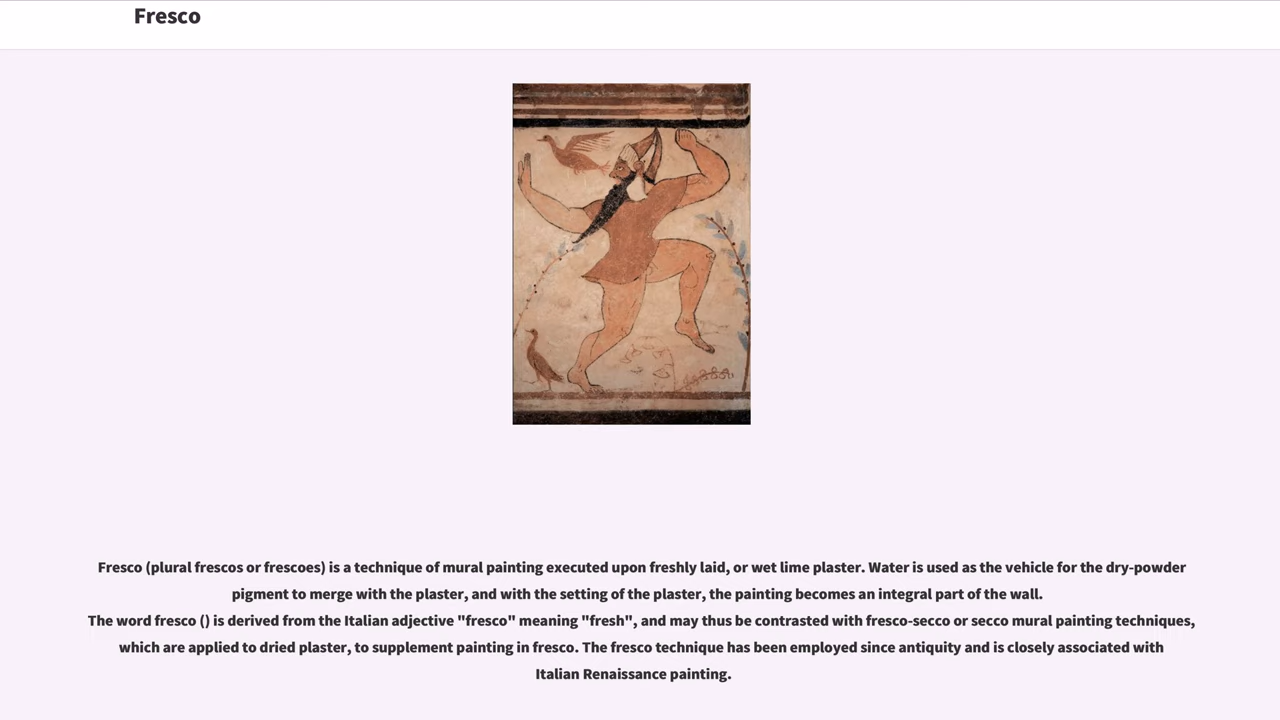 Fresco
Fresco (plural frescos or frescoes) is a technique of mural painting executed upon freshly laid, or wet lime plaster. Water is used as the vehicle for the dry-powder
pigment to merge with the plaster, and with the setting of the plaster, the painting becomes an integral part of the wall.
The word fresco () is derived from the Italian adjective "fresco" meaning "fresh", and may thus be contrasted with fresco-secco or secco mural painting techniques,
which are applied to dried plaster, to supplement painting in fresco. The fresco technique has been employed since antiquity and is closely associated with
Italian Renaissance painting.